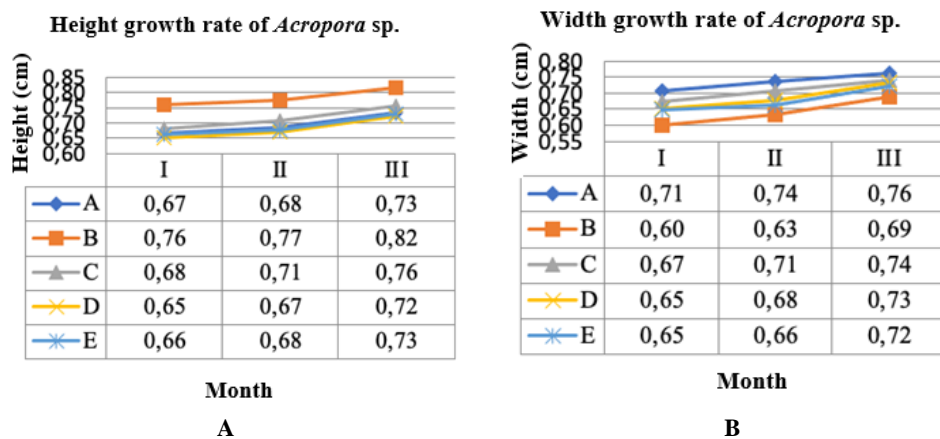 Height growth rate of Acropora sp.
Height (cm)
0,85
0,80
0,75
0,70
0,65
0,60
I II III
A 0,67 0,68 0,73
B 0,76 0,77 0,82
C 0,68 0,71 0,76
D 0,65 0,67 0,72
E 0,66 0,68 0,73
Month
A
Width growth rate of Acropora sp.
Width (cm)
0,80
0,75
0,70
0,65
0,60
0,55
I II III
A 0,71 0,74 0,76
B 0,60 0,63 0,69
C 0,67 0,71 0,74
D 0,65 0,68 0,73
E 0,65 0,66 0,72
Month
B